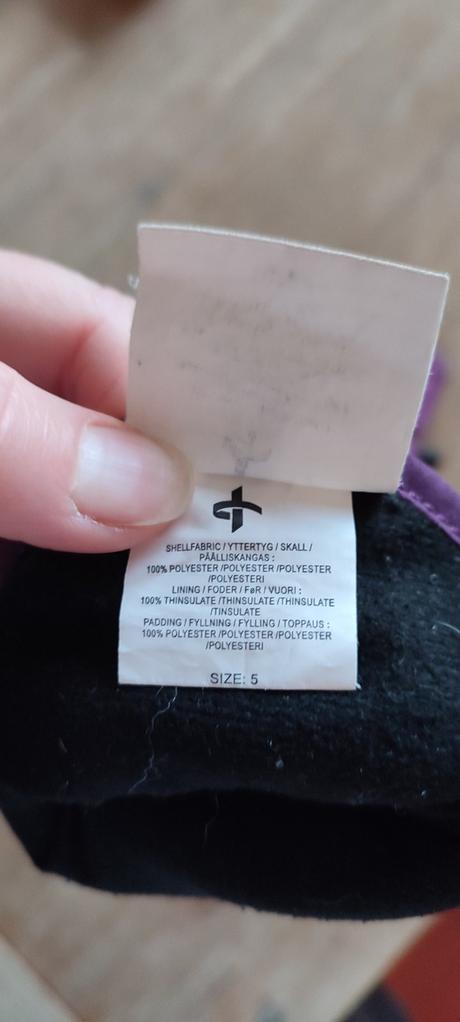 SHELLFABRIC / YTTERTYG / SKALL /
PÄÄLLISKANGAS :
100% POLYESTER /POLYESTER /POLYESTER
/POLYESTERI
LINING / FODER / FøR / VUORI :
100% THINSULATE /THINSULATE /THINSULATE
/TINSULATE
PADDING / FYLLNING / FYLLING / TOPPAUS :
100% POLYESTER /POLYESTER /POLYESTER
/POLYESTERI
SIZE: 5